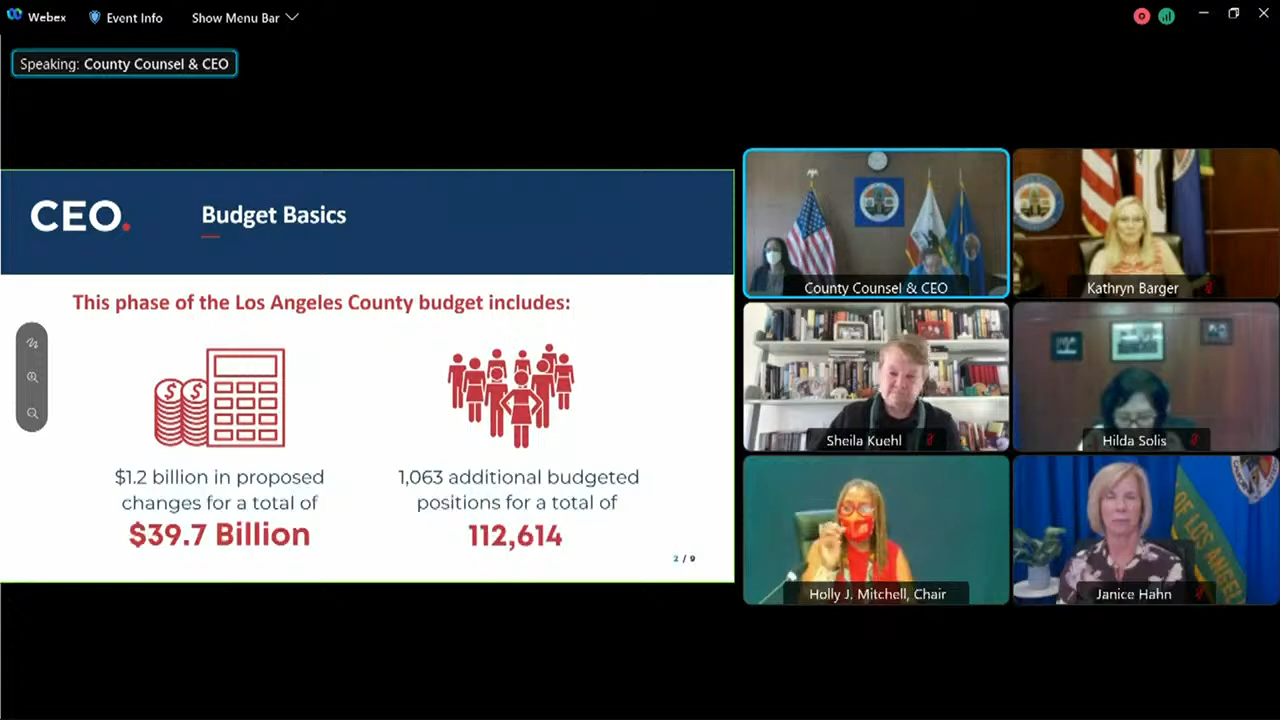 Webex
Event Info
Show Menu Bar
Speaking: County Counsel & CEO
CEO.
Budget Basics
This phase of the Los Angeles County budget includes:
$ $
$1.2 billion in proposed
changes for a total of
$39.7 Billion
1,063 additional budgeted
positions for a total of
112,614
2 / 9
County Counsel & CEO
Kathryn Barger
Sheila Kuehl
Hilda Solis
Holly J. Mitchell, Chair
OF LOS ANGEL
Janice Hahn